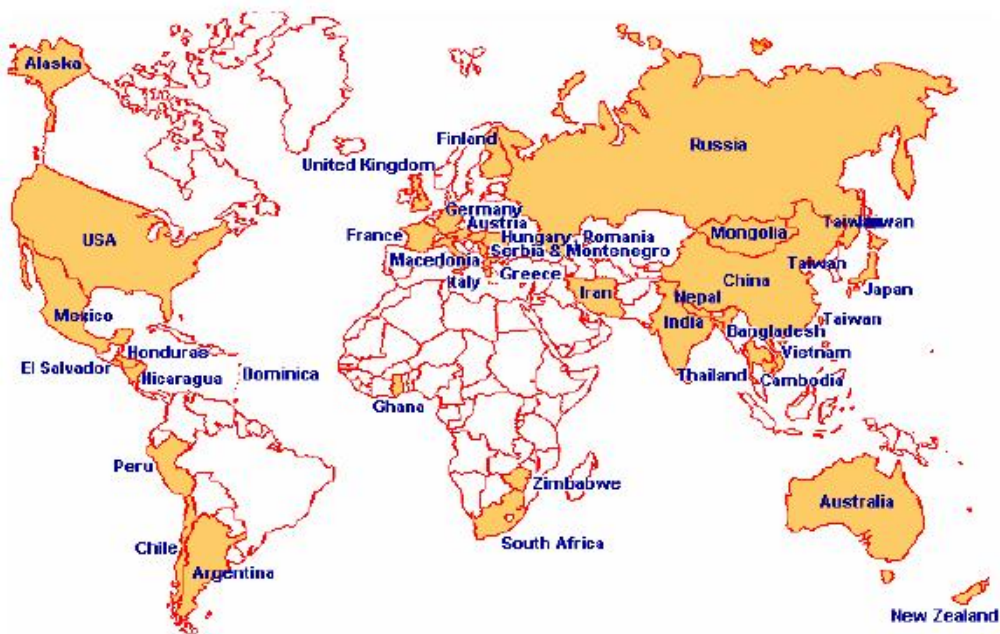 Alaska
Finland
Russia
United Kingdom
Germany
Austria
USA
France
Hungary
Romania
Mongolia
Taiwan
Taiwan
Macedonia
Serbia & Montenegro
Taiwan
Italy
Greece
Iran
China
Nepal
Japan
Mexico
India
Taiwan
Bangladesh
Honduras
Vietnam
El Salvador
Nicaragua
Dominica
Thailand
Cambodia
Ghana
Peru
Zimbabwe
Australia
South Africa
Chile
Argentina
New Zealand